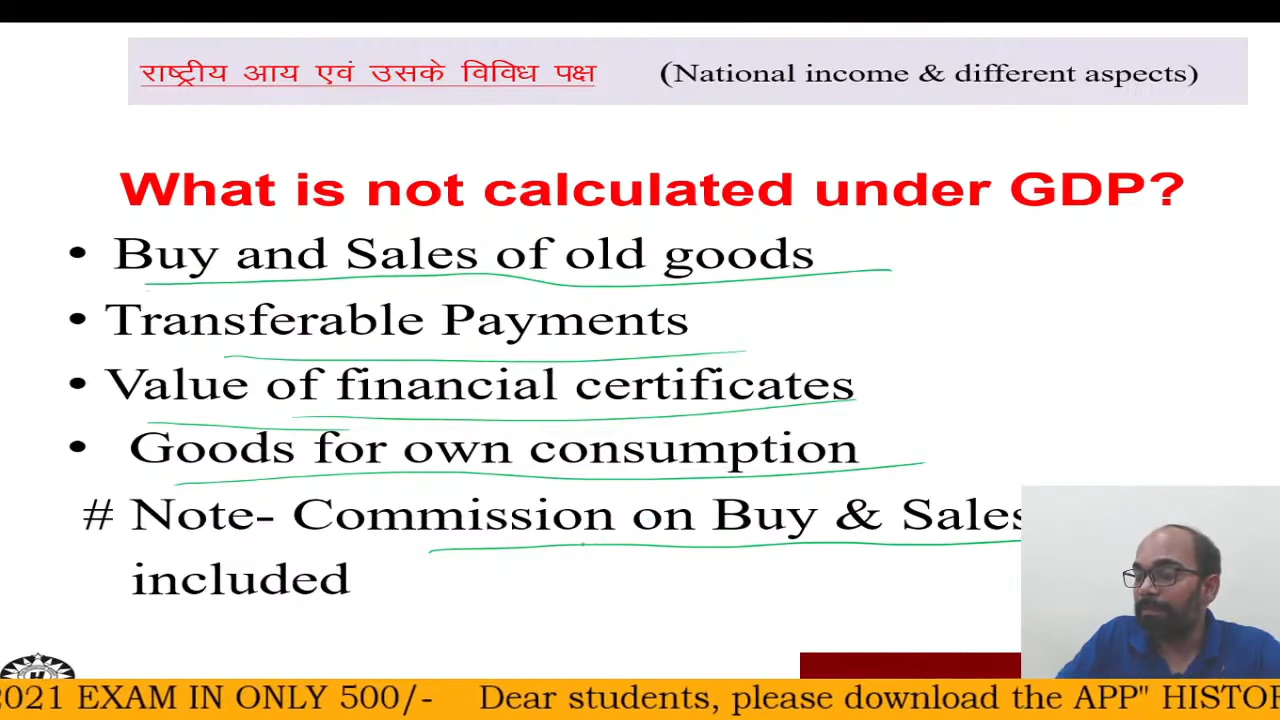 राष्ट्रीय आय एवं उसके विविध पक्ष (National income & different aspects)
What is not calculated under GDP?
• Buy and Sales of old goods
• Transferable Payments
• Value of financial certificates
• Goods for own consumption
# Note- Commission on Buy & Sales
included
2021 EXAM IN ONLY 500/- Dear students, please download the APP"